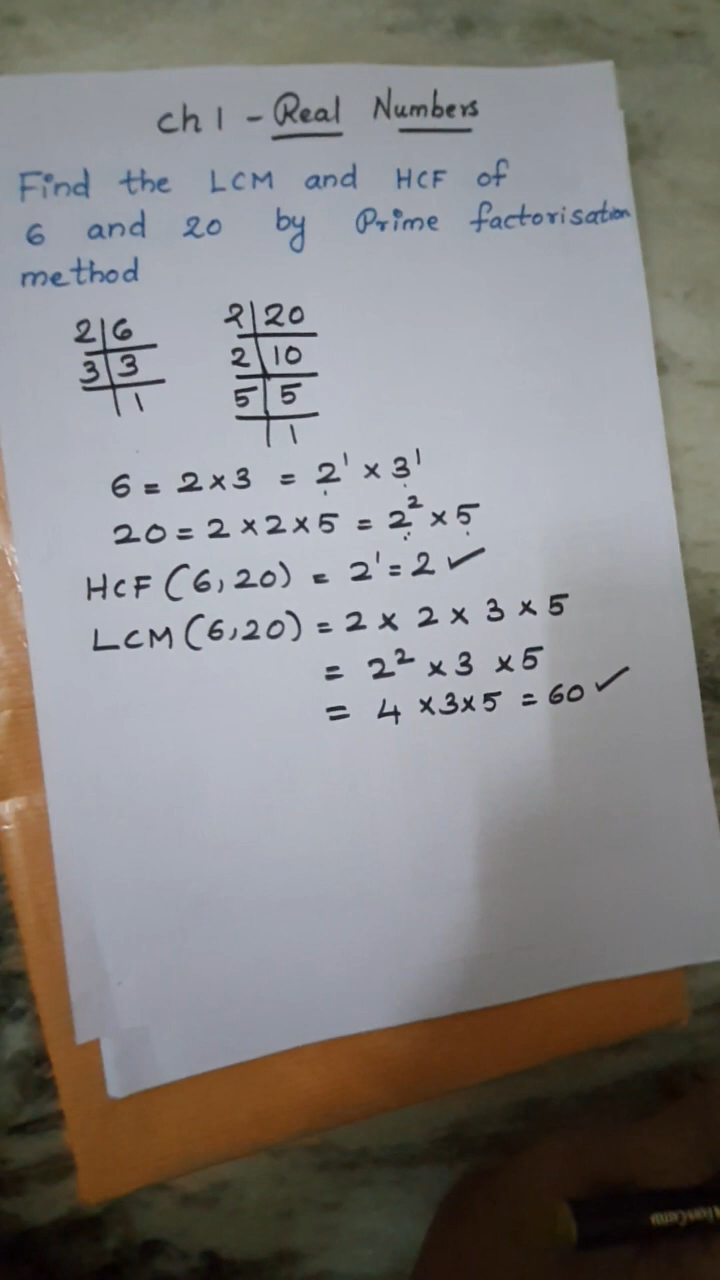 ch 1 - Real Numbers
Find the LCM and HCF of
6 and 20 by Prime factorisation
method
2|6 2|20
3|3 2|10
|1 5|5
|1
6 = 2 × 3 = 2¹ × 3¹
20 = 2 × 2 × 5 = 2² × 5
HCF (6, 20) = 2¹ = 2 ✓
LCM (6, 20) = 2 × 2 × 3 × 5
= 2² × 3 × 5
= 4 × 3 × 5 = 60 ✓